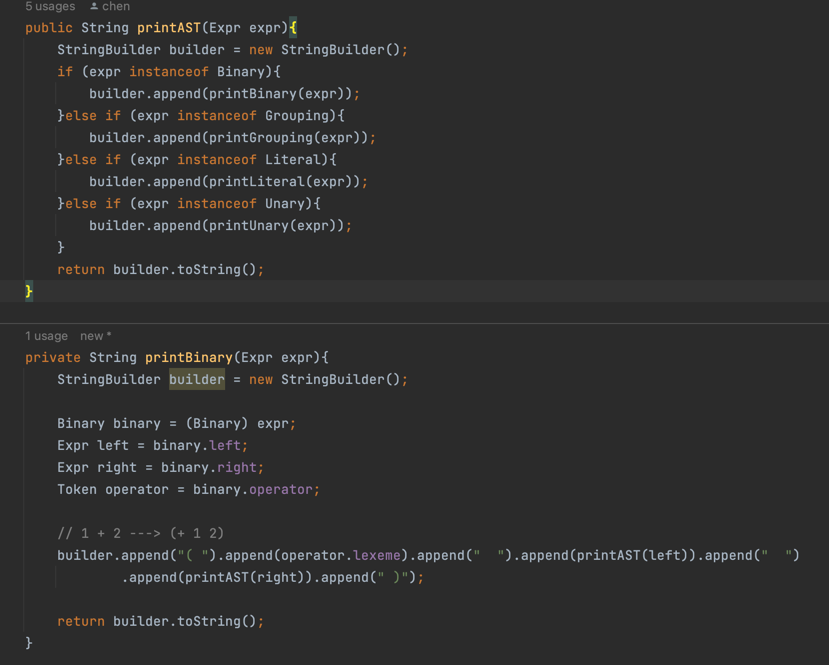 5 usages chen
public String printAST(Expr expr){
    StringBuilder builder = new StringBuilder();
    if (expr instanceof Binary){
        builder.append(printBinary(expr));
    }else if (expr instanceof Grouping){
        builder.append(printGrouping(expr));
    }else if (expr instanceof Literal){
        builder.append(printLiteral(expr));
    }else if (expr instanceof Unary){
        builder.append(printUnary(expr));
    }
    return builder.toString();
}
1 usage new *
private String printBinary(Expr expr){
    StringBuilder builder = new StringBuilder();
    Binary binary = (Binary) expr;
    Expr left = binary.left;
    Expr right = binary.right;
    Token operator = binary.operator;
    // 1 + 2 ---> (+ 1 2)
    builder.append("( ").append(operator.lexeme).append("  ").append(printAST(left)).append("  ")
            .append(printAST(right)).append(" )");
    return builder.toString();
}